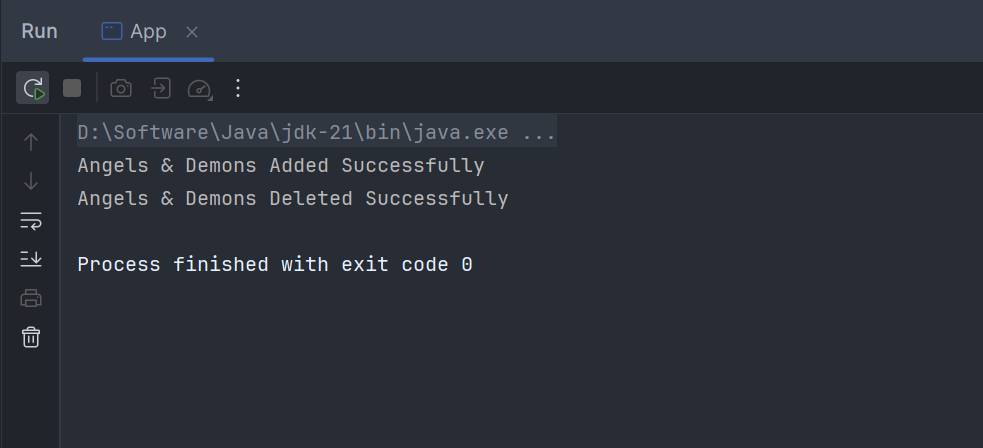 Run App
D:\Software\Java\jdk-21\bin\java.exe ...
Angels & Demons Added Successfully
Angels & Demons Deleted Successfully
Process finished with exit code 0